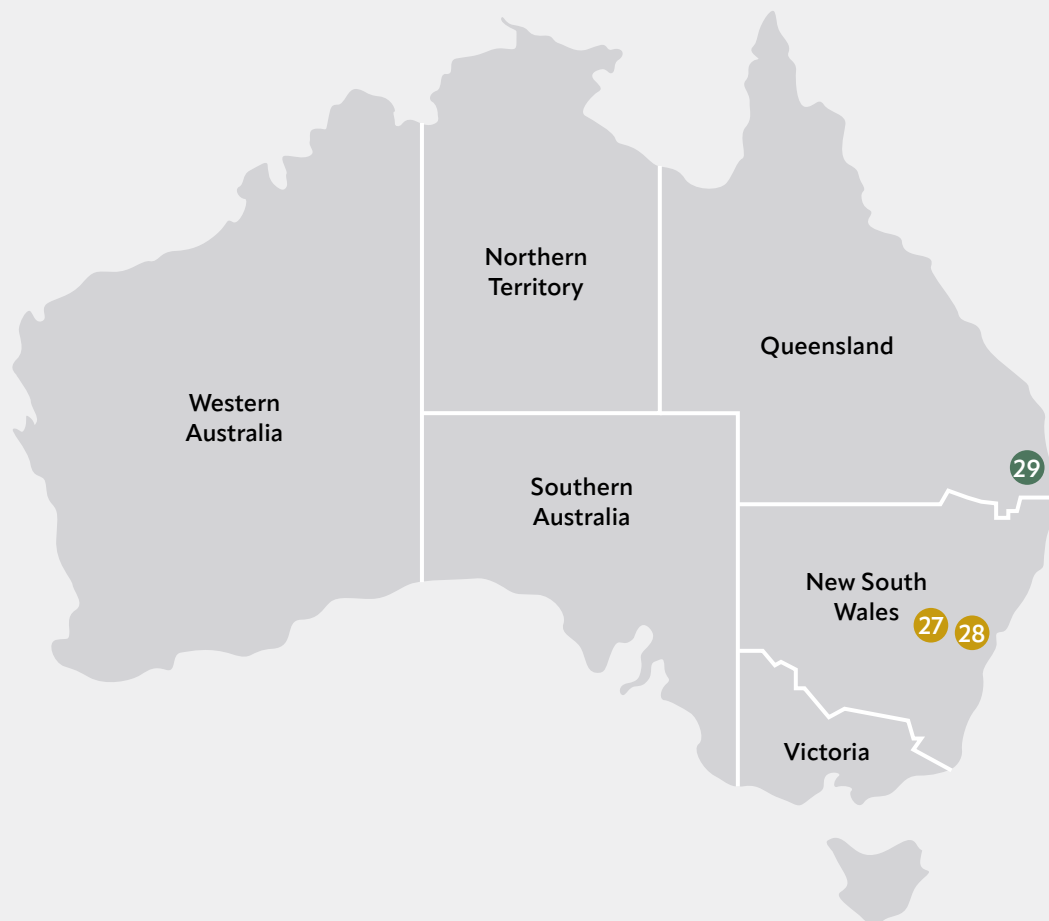 Northern
Territory
Queensland
Western
Australia
Southern
Australia
29
New South
Wales
27
28
Victoria